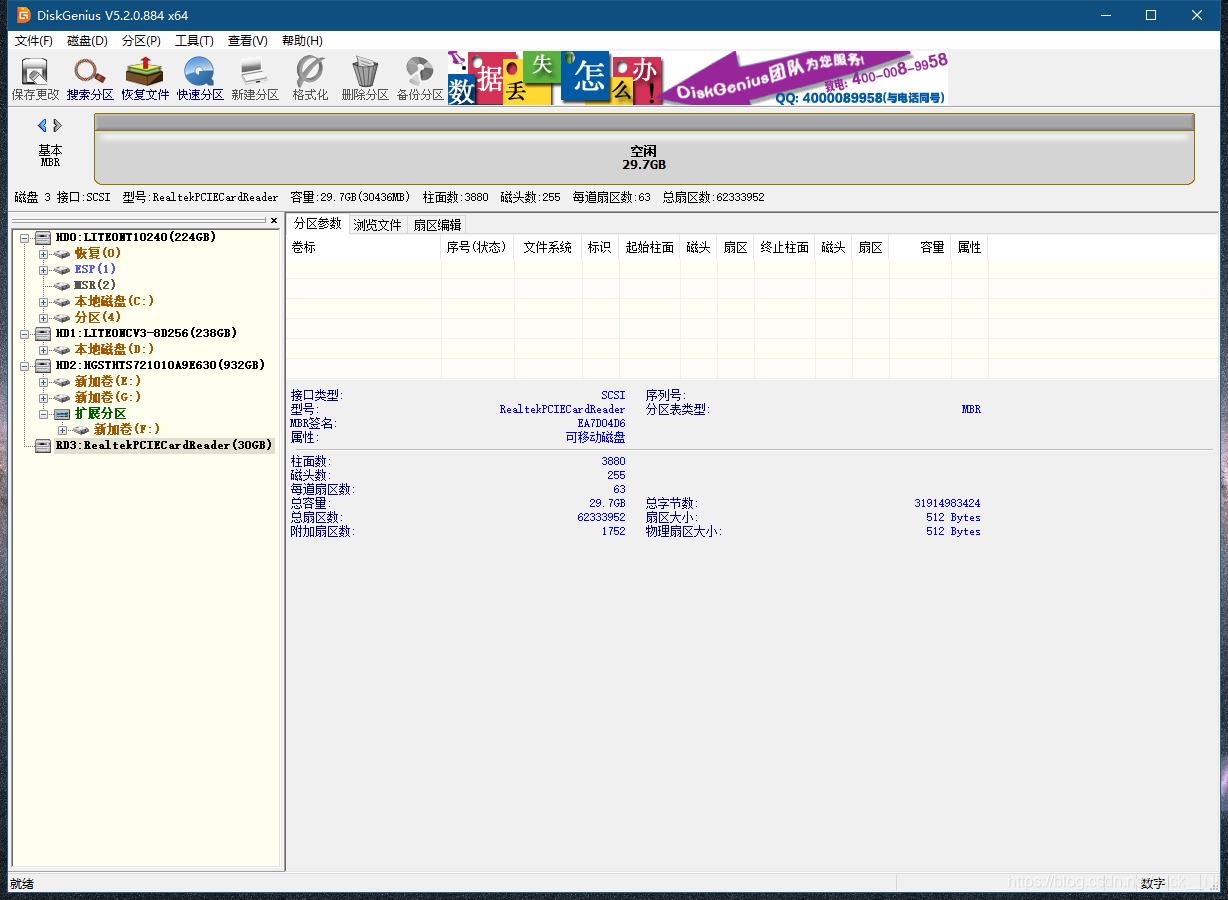 DiskGenius V5.2.0.884 x64
文件(F) 磁盘(D) 分区(P) 工具(T) 查看(V) 帮助(H)
保存更改 搜索分区 恢复文件 快速分区 新建分区 格式化 删除分区 备份分区
数据丢失怎么办!
DiskGenius团队为您服务!
致电: 400-008-9958
QQ: 4000089958(与电话同号)
基本
MBR
空闲
29.7GB
磁盘 3 接口:SCSI 型号:RealtekPCIECardReader 容量:29.7GB(30436MB) 柱面数:3880 磁头数:255 每道扇区数:63 总扇区数:62333952
HD0:LITEONT10240(224GB)
恢复(0)
ESP(1)
MSR(2)
本地磁盘(C:)
分区(4)
HD1:LITEONCV3-8D256(238GB)
本地磁盘(D:)
HD2:HGSTHTS721010A9E630(932GB)
新加卷(E:)
新加卷(G:)
扩展分区
新加卷(F:)
RD3:RealtekPCIECardReader(30GB)
分区参数 浏览文件 扇区编辑
卷标 序号(状态) 文件系统 标识 起始柱面 磁头 扇区 终止柱面 磁头 扇区 容量 属性
接口类型: SCSI 序列号:
型号: RealtekPCIECardReader 分区表类型: MBR
MBR签名: EA7D04D6
属性: 可移动磁盘
柱面数: 3880
磁头数: 255
每道扇区数: 63
总容量: 29.7GB 总字节数: 31914983424
总扇区数: 62333952 扇区大小: 512 Bytes
附加扇区数: 1752 物理扇区大小: 512 Bytes
就绪 数字